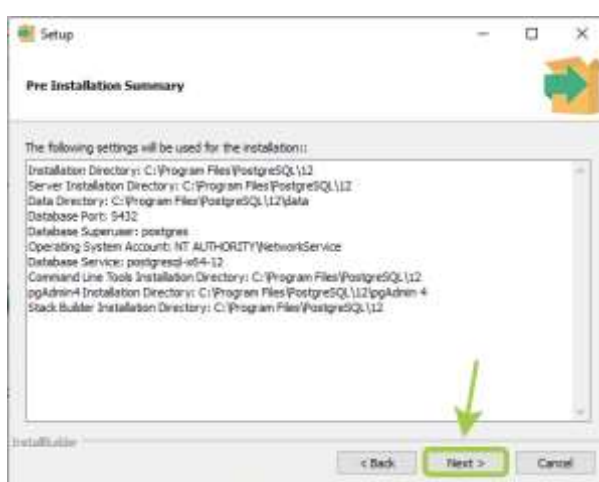 Setup
Pre Installation Summary
The following settings will be used for the installation::
Installation Directory: C:\Program Files\PostgreSQL\12
Server Installation Directory: C:\Program Files\PostgreSQL\12
Data Directory: C:\Program Files\PostgreSQL\12\data
Database Port: 5432
Database Superuser: postgres
Operating System Account: NT AUTHORITY\NetworkService
Database Service: postgresql-x64-12
Command Line Tools Installation Directory: C:\Program Files\PostgreSQL\12
pgAdmin4 Installation Directory: C:\Program Files\PostgreSQL\12\pgAdmin 4
Stack Builder Installation Directory: C:\Program Files\PostgreSQL\12
InstallBuilder
< Back Next > Cancel